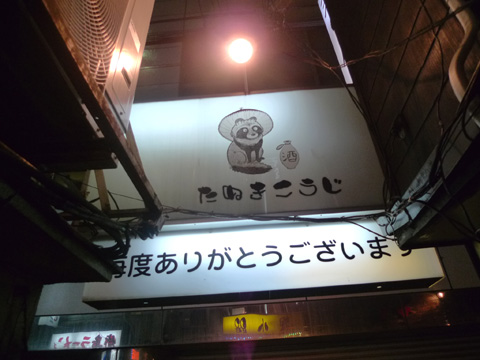 酒
たぬきこうじ
毎度ありがとうございます